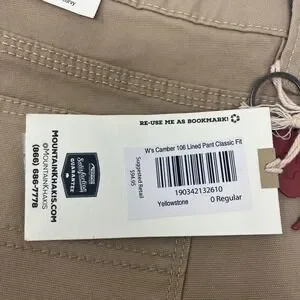 RE-USE ME AS BOOKMARK!
W's Camber 106 Lined Pant Classic Fit
Suggested Retail
$94.95
190342132610
Yellowstone
0 Regular
Satisfaction
GUARANTEE
MOUNTAINKHAKIS.COM
(866) 686-7778
@MOUNTAINKHAKIS